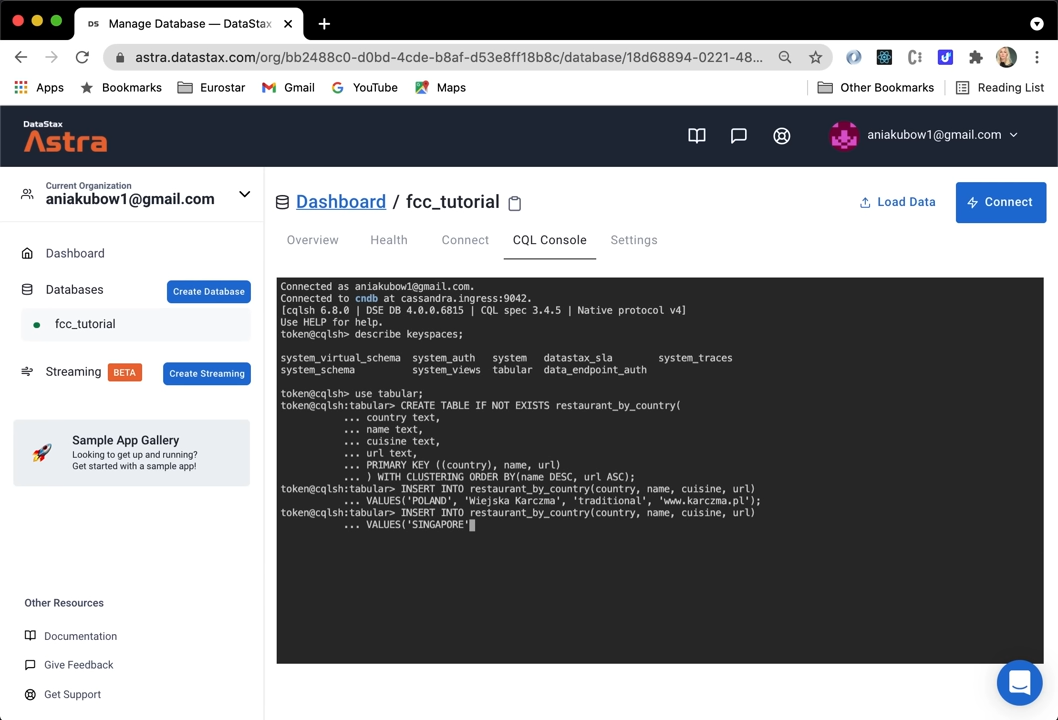 DS Manage Database — DataStax
astra.datastax.com/org/bb2488c0-d0bd-4cde-b8af-d53e8ff18b8c/database/18d68894-0221-48...
Apps Bookmarks Eurostar Gmail YouTube Maps Other Bookmarks Reading List
DataStax
Astra
aniakubow1@gmail.com
Current Organization
aniakubow1@gmail.com
Dashboard
Databases Create Database
fcc_tutorial
Streaming BETA Create Streaming
Sample App Gallery
Looking to get up and running?
Get started with a sample app!
Other Resources
Documentation
Give Feedback
Get Support
Dashboard / fcc_tutorial
Load Data Connect
Overview Health Connect CQL Console Settings
Connected as aniakubow1@gmail.com.
Connected to cndb at cassandra.ingress:9042.
[cqlsh 6.8.0 | DSE DB 4.0.0.6815 | CQL spec 3.4.5 | Native protocol v4]
Use HELP for help.
token@cqlsh> describe keyspaces;
system_virtual_schema system_auth system datastax_sla system_traces
system_schema system_views tabular data_endpoint_auth
token@cqlsh> use tabular;
token@cqlsh:tabular> CREATE TABLE IF NOT EXISTS restaurant_by_country(
... country text,
... name text,
... cuisine text,
... url text,
... PRIMARY KEY ((country), name, url)
... ) WITH CLUSTERING ORDER BY(name DESC, url ASC);
token@cqlsh:tabular> INSERT INTO restaurant_by_country(country, name, cuisine, url)
... VALUES('POLAND', 'Wiejska Karczma', 'traditional', 'www.karczma.pl');
token@cqlsh:tabular> INSERT INTO restaurant_by_country(country, name, cuisine, url)
... VALUES('SINGAPORE'